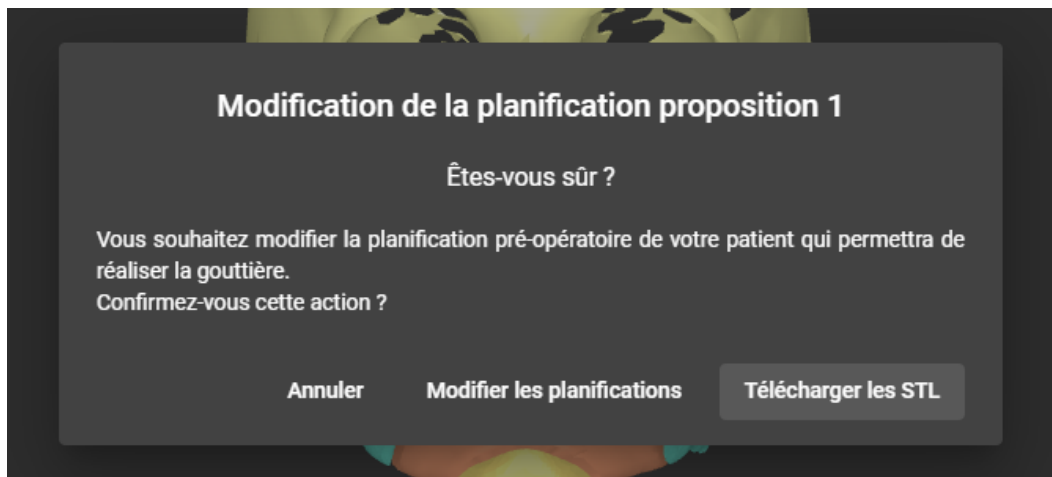 Modification de la planification proposition 1
Êtes-vous sûr ?
Vous souhaitez modifier la planification pré-opératoire de votre patient qui permettra de
réaliser la gouttière.
Confirmez-vous cette action ?
Annuler Modifier les planifications Télécharger les STL